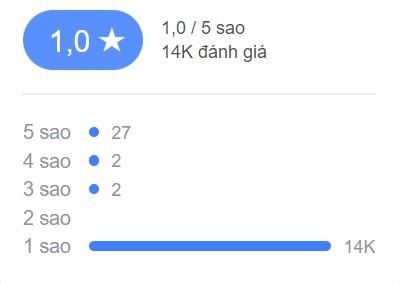 1,0 ★
1,0 / 5 sao
14K đánh giá
5 sao 27
4 sao 2
3 sao 2
2 sao
1 sao 14K